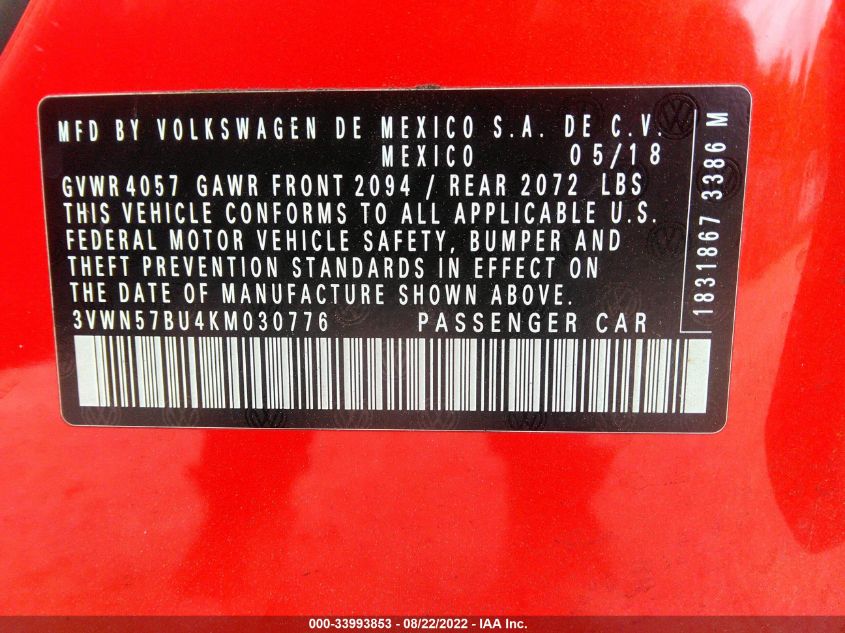 MFD BY VOLKSWAGEN DE MEXICO S.A. DE C.V.
MEXICO 05/18
GVWR 4057 GAWR FRONT 2094 / REAR 2072 LBS
THIS VEHICLE CONFORMS TO ALL APPLICABLE U.S.
FEDERAL MOTOR VEHICLE SAFETY, BUMPER AND
THEFT PREVENTION STANDARDS IN EFFECT ON
THE DATE OF MANUFACTURE SHOWN ABOVE.
3VWN57BU4KM030776 PASSENGER CAR
1831867 3386 M
000-33993853 - 08/22/2022 - IAA Inc.